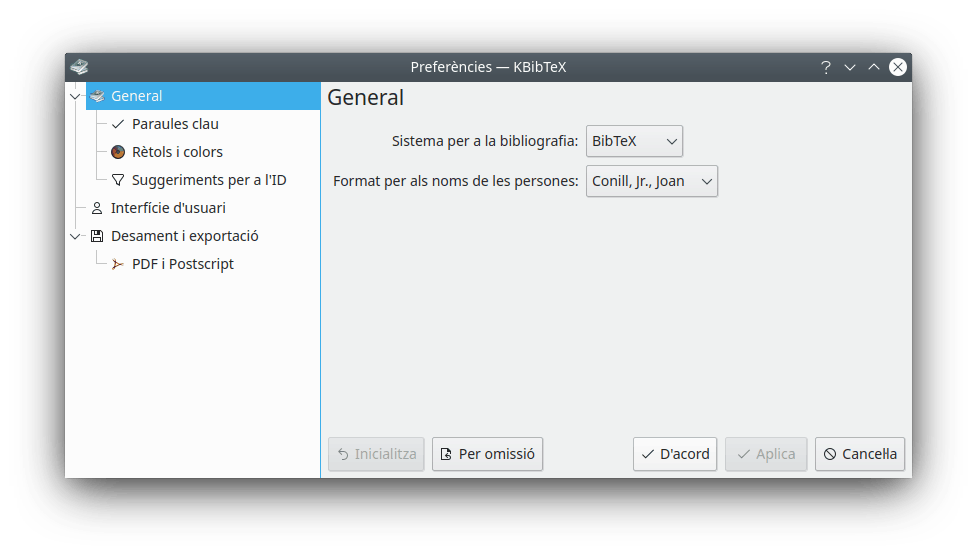 Preferències — KBibTeX
General
Paraules clau
Rètols i colors
Suggeriments per a l'ID
Interfície d'usuari
Desament i exportació
PDF i Postscript
General
Sistema per a la bibliografia: BibTeX
Format per als noms de les persones: Conill, Jr., Joan
Inicialitza Per omissió D'acord Aplica Cancel·la